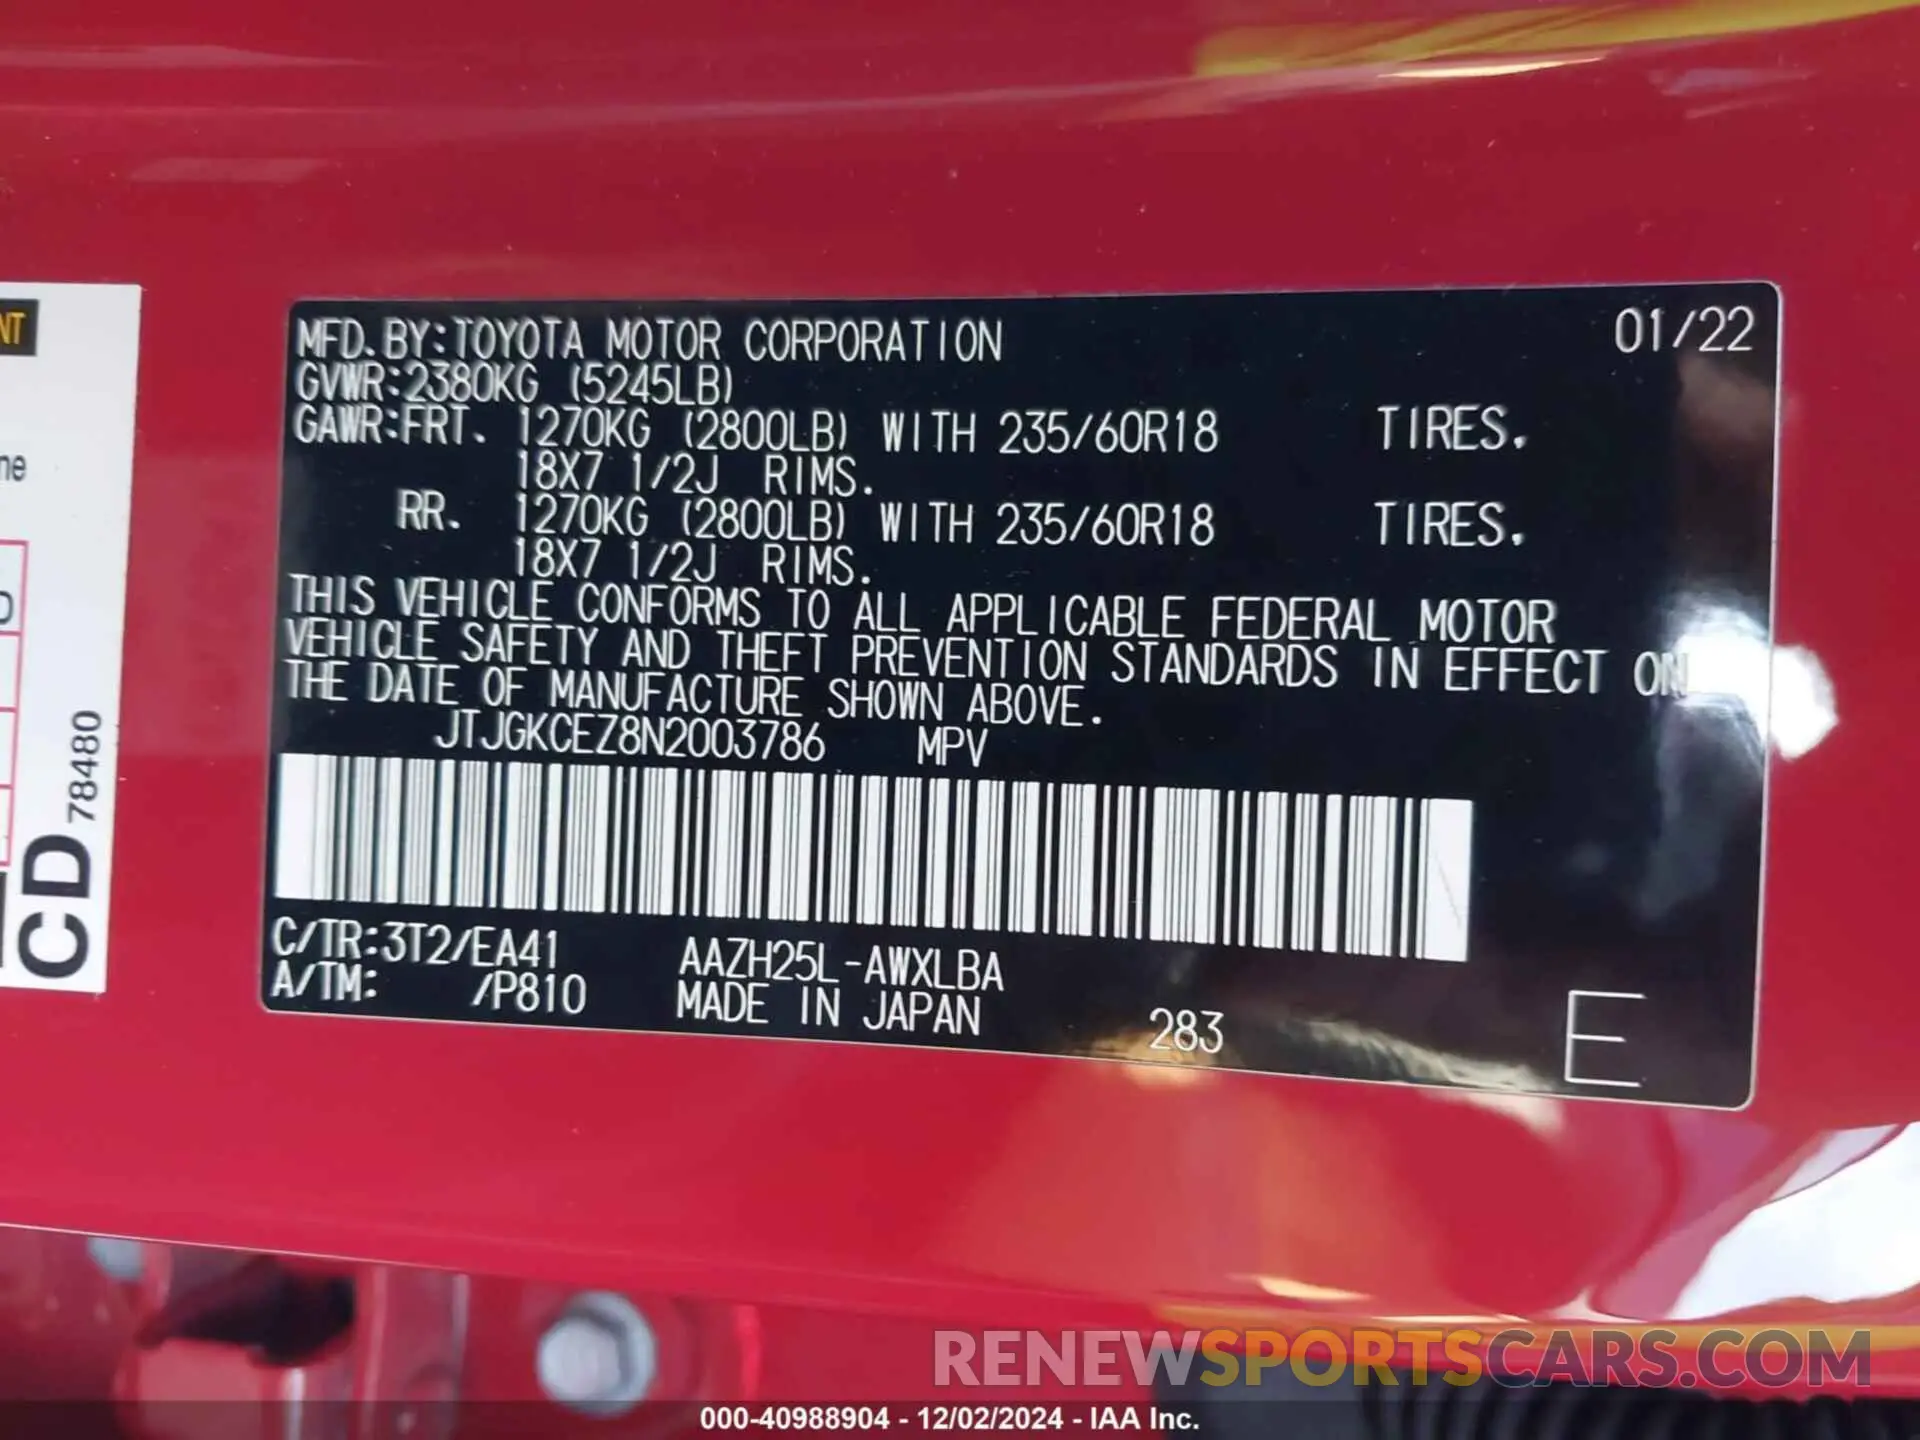 NT
ne
D
CD 78480
MFD. BY:TOYOTA MOTOR CORPORATION 01/22
GVWR:2380KG (5245LB)
GAWR:FRT. 1270KG (2800LB) WITH 235/60R18 TIRES.
18X7 1/2J RIMS.
RR. 1270KG (2800LB) WITH 235/60R18 TIRES.
18X7 1/2J RIMS.
THIS VEHICLE CONFORMS TO ALL APPLICABLE FEDERAL MOTOR
VEHICLE SAFETY AND THEFT PREVENTION STANDARDS IN EFFECT ON
THE DATE OF MANUFACTURE SHOWN ABOVE.
JTJGKCEZ8N2003786 MPV
C/TR:3T2/EA41 AAZH25L-AWXLBA
A/TM: /P810 MADE IN JAPAN 283 E
RENEWSPORTSCARS.COM
000-40988904 - 12/02/2024 - IAA Inc.